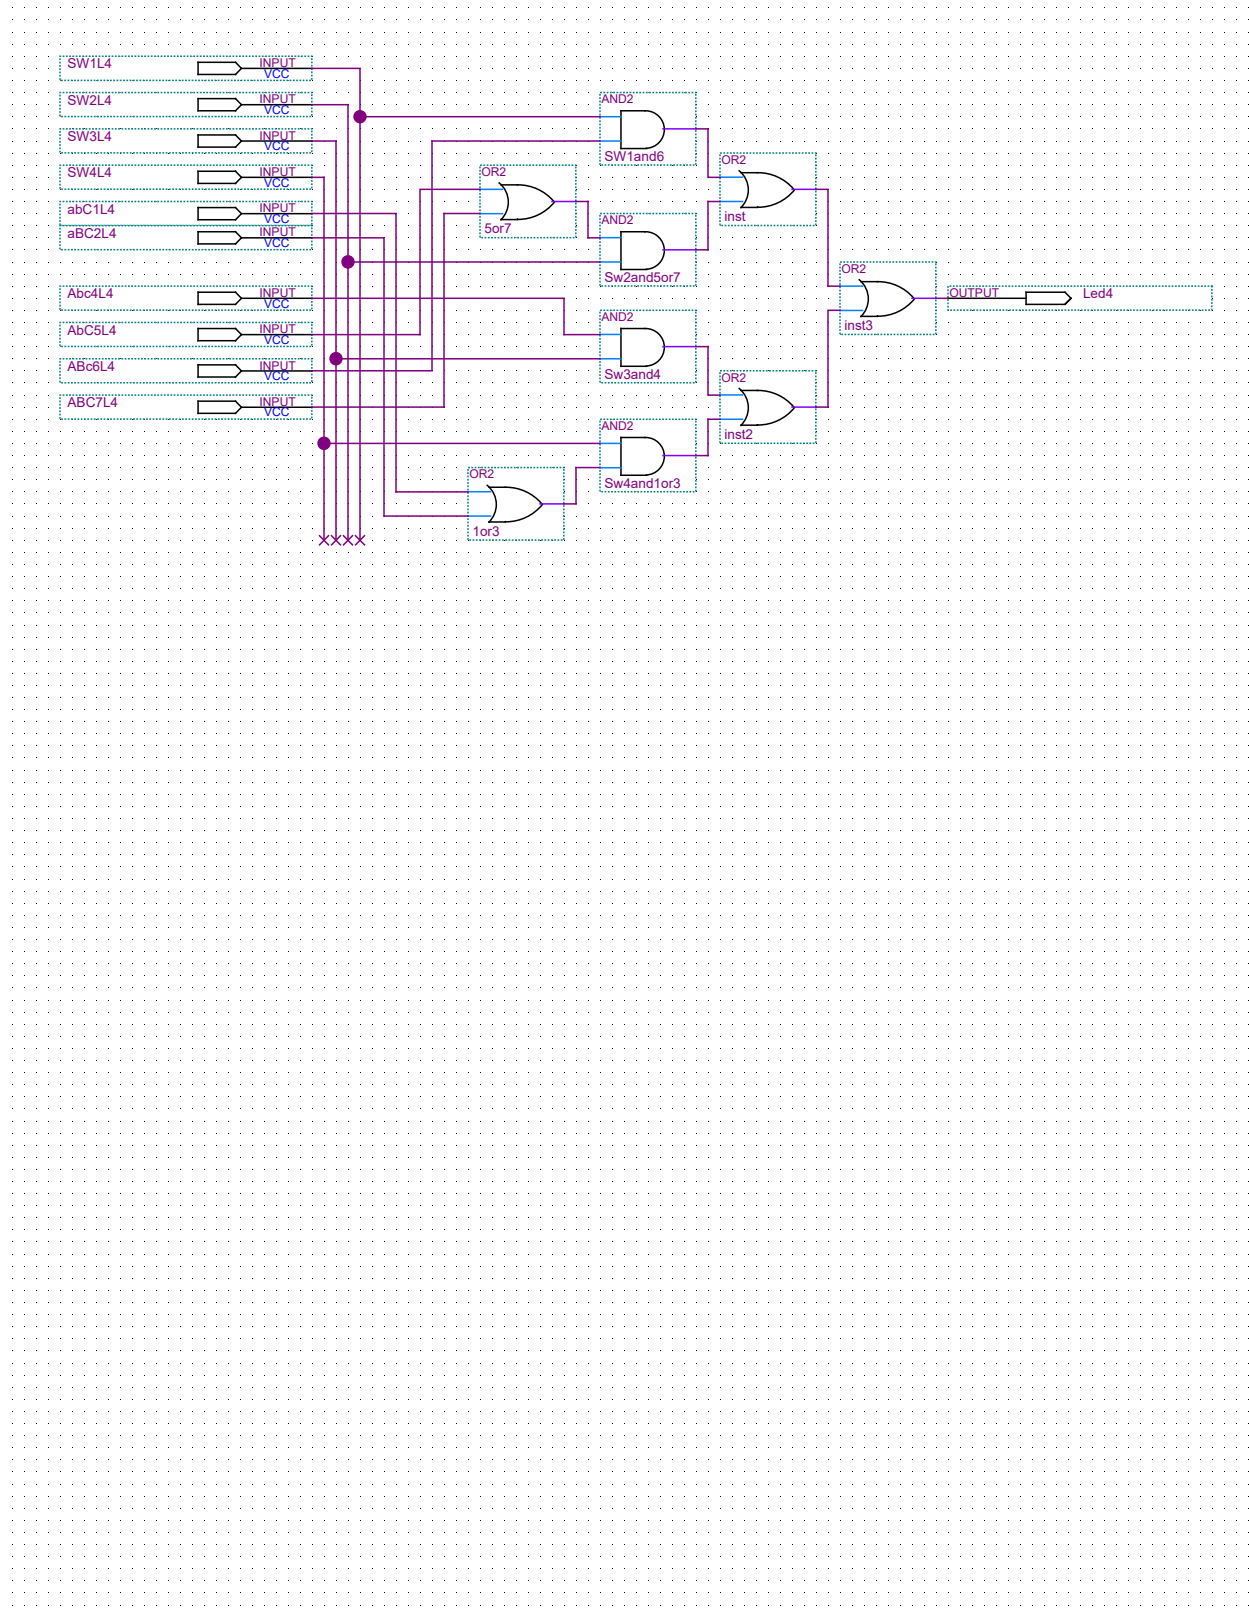 SW1L4 INPUT
VCC
SW2L4 INPUT
VCC
SW3L4 INPUT
VCC
SW4L4 INPUT
VCC
abC1L4 INPUT
VCC
aBC2L4 INPUT
VCC
Abc4L4 INPUT
VCC
AbC5L4 INPUT
VCC
ABc6L4 INPUT
VCC
ABC7L4 INPUT
VCC
OR2
5or7
OR2
1or3
AND2
SW1and6
AND2
Sw2and5or7
AND2
Sw3and4
AND2
Sw4and1or3
OR2
inst
OR2
inst2
OR2
inst3
OUTPUT Led4